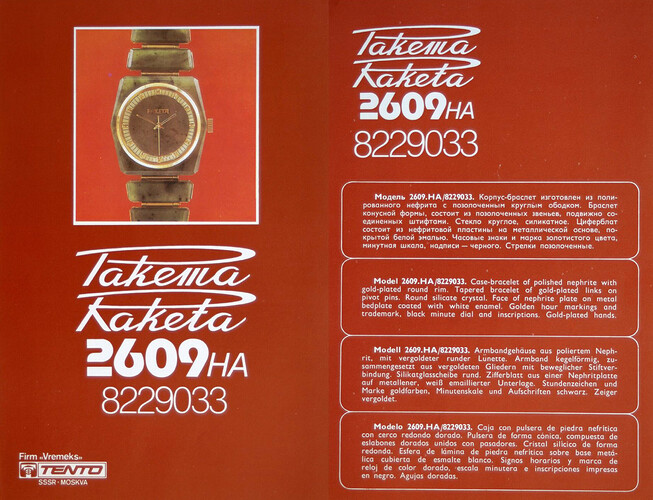 Ракета
Raketa
2609НА
8229033
Firm «Vremeks»
TENTO
SSSR - MOSKVA
Ракета
Raketa
2609НА
8229033
Модель 2609.НА/8229033. Корпус-браслет изготовлен из поли-
рованного нефрита с позолоченным круглым ободком. Браслет
конусной формы, состоит из позолоченных звеньев, подвижно со-
единенных штифтами. Стекло круглое, силикатное. Циферблат
состоит из нефритовой пластины на металлической основе, по-
крытой белой эмалью. Часовые знаки и марка золотистого цвета,
минутная шкала, надписи — черного. Стрелки позолоченные.
Model 2609.HA/8229033. Case-bracelet of polished nephrite with
gold-plated round rim. Tapered bracelet of gold-plated links on
pivot pins. Round silicate crystal. Face of nephrite plate on metal
bedplate coated with white enamel. Golden hour markings and
trademark, black minute dial and inscriptions. Gold-plated hands.
Modell 2609.HA/8229033. Armbandgehäuse aus poliertem Neph-
rit, mit vergoldeter runder Lunette. Armband kegelförmig, zu-
sammengesetzt aus vergoldeten Gliedern mit beweglicher Stiftver-
bindung. Silikatglasscheibe rund. Zifferblatt aus einer Nephritplatte
auf metallener, weiß emaillierter Unterlage. Stundenzeichen und
Marke goldfarben, Minutenskale und Aufschriften schwarz. Zeiger
vergoldet.
Modelo 2609.HA/8229033. Caja con pulsera de piedra nefrítica
con cerco redondo dorado. Pulsera de forma cónica, compuesta de
eslabones dorados unidos con pasadores. Cristal silícico de forma
redonda. Esfera de lámina de piedra nefrítica sobre base metá-
lica cubierta de esmalte blanco. Signos horarios y marca de
reloj de color dorado, escala minutera e inscripciones impresas
en negro. Agujas doradas.